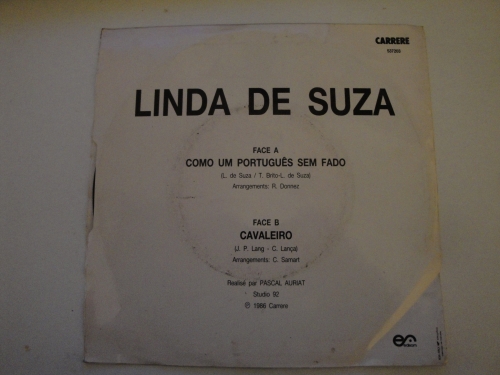 CARRERE
LINDA DE SUZA
FACE A
COMO UM PORTUGUÊS SEM FADO
(L. de Suza / T. Brito-L. de Suza)
Arrangements: R. Donnez
FACE B
CAVALEIRO
(J. P. Lang - C. Lança)
Arrangements: C. Samart
Realisé par PASCAL AURIAT
Studio 92
℗ 1986 Carrere